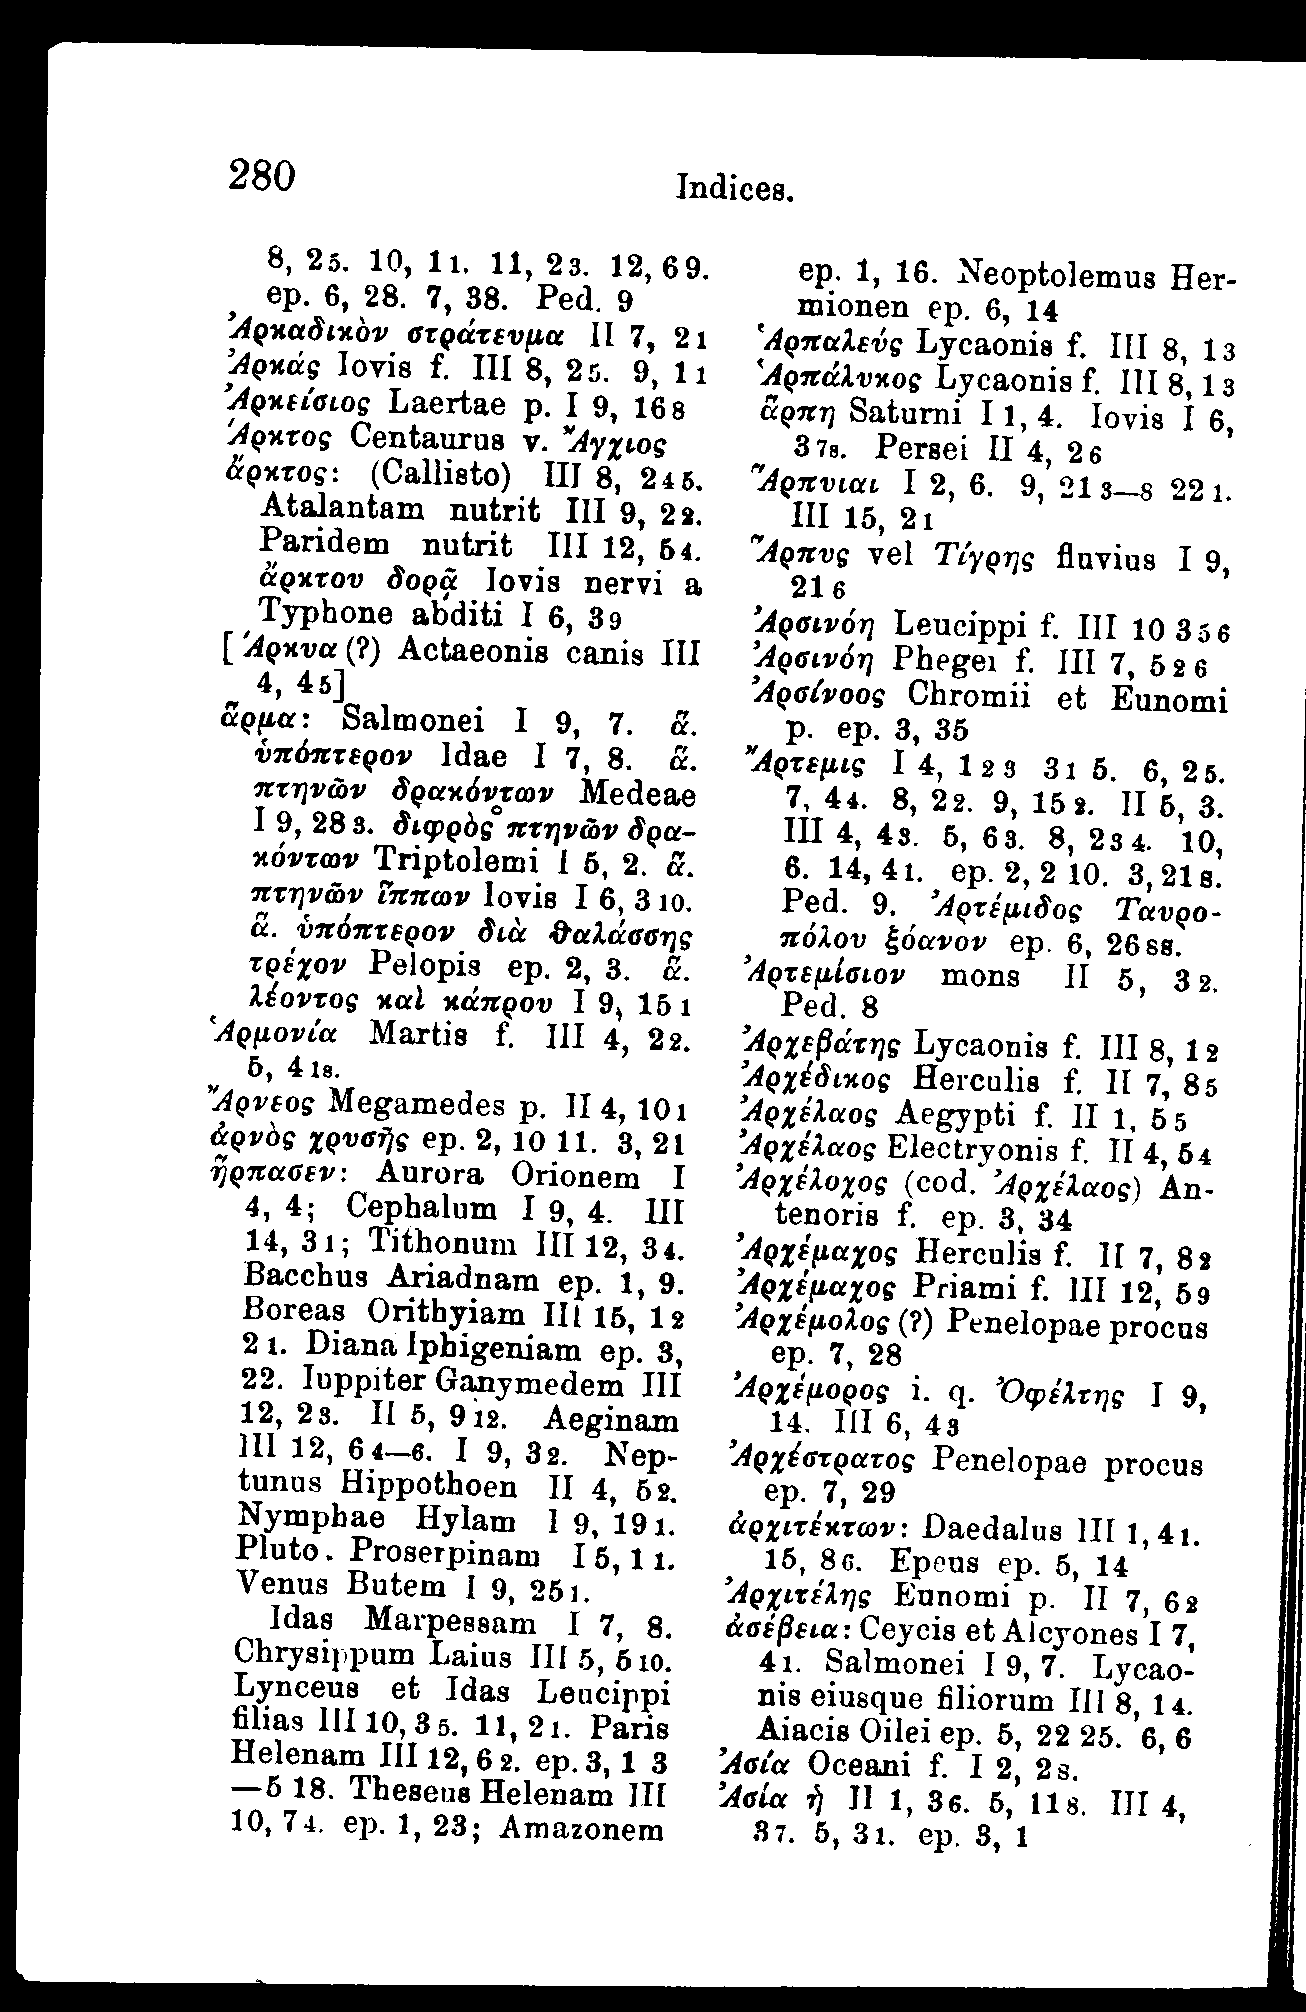 280
Indices.
8, 25. 10, 11. 11, 23. 12, 69.
ep. 6, 28. 7, 38. Ped. 9
Ἀρκαδικὸν στράτευμα II 7, 21
Ἀρκάς Iovis f. III 8, 25. 9, 11
Ἀρκείσιος Laertae p. I 9, 168
Ἄρκτος Centaurus v. Ἄγχιος
ἄρκτος: (Callisto) III 8, 245.
Atalantam nutrit III 9, 22.
Paridem nutrit III 12, 54.
ἄρκτου δορᾷ Iovis nervi a
Typhone abditi I 6, 39
[Ἄρκυα (?) Actaeonis canis III
4, 45]
ἅρμα: Salmonei I 9, 7. ἅ.
ὑπόπτερον Idae I 7, 8. ἅ.
πτηνῶν δρακόντων Medeae
I 9, 283. διφρὸς πτηνῶν δρα-
κόντων Triptolemi I 5, 2. ἅ.
πτηνῶν ἵππων Iovis I 6, 310.
ἅ. ὑπόπτερον διὰ θαλάσσης
τρέχον Pelopis ep. 2, 3. ἅ.
λέοντος καὶ κάπρου I 9, 151
Ἁρμονία Martis f. III 4, 22.
5, 41s.
Ἄρνεος Megamedes p. II 4, 101
ἀρνὸς χρυσῆς ep. 2, 10 11. 3, 21
ἥρπασεν: Aurora Orionem I
4, 4; Cephalum I 9, 4. III
14, 31; Tithonum III 12, 34.
Bacchus Ariadnam ep. 1, 9.
Boreas Orithyiam III 15, 12
21. Diana Iphigeniam ep. 3,
22. Iuppiter Ganymedem III
12, 23. II 5, 912. Aeginam
III 12, 64—6. I 9, 32. Nep-
tunus Hippothoen II 4, 52.
Nymphae Hylam I 9, 191.
Pluto. Proserpinam I 5, 11.
Venus Butem I 9, 251.
Idas Marpessam I 7, 8.
Chrysippum Laius III 5, 510.
Lynceus et Idas Leucippi
filias III 10, 35. 11, 21. Paris
Helenam III 12, 62. ep. 3, 1 3
—5 18. Theseus Helenam III
10, 74. ep. 1, 23; Amazonem
ep. 1, 16. Neoptolemus Her-
mionen ep. 6, 14
Ἁρπαλεύς Lycaonis f. III 8, 13
Ἁρπάλυκος Lycaonis f. III 8, 13
ἅρπη Saturni I 1, 4. Iovis I 6,
37s. Persei II 4, 26
Ἅρπυιαι I 2, 6. 9, 213—8 221.
III 15, 21
Ἅρπυς vel Τίγρης fluvius I 9,
216
Ἀρσινόη Leucippi f. III 10 356
Ἀρσινόη Phegei f. III 7, 526
Ἀρσίνοος Chromii et Eunomi
p. ep. 3, 35
Ἄρτεμις I 4, 123 31 5. 6, 25.
7, 44. 8, 22. 9, 152. II 5, 3.
III 4, 43. 5, 63. 8, 234. 10,
6. 14, 41. ep. 2, 2 10. 3, 21s.
Ped. 9. Ἀρτέμιδος Ταυρο-
πόλου ξόανον ep. 6, 26ss.
Ἀρτεμίσιον mons II 5, 32.
Ped. 8
Ἀρχεβάτης Lycaonis f. III 8, 12
Ἀρχέδικος Herculis f. II 7, 85
Ἀρχέλαος Aegypti f. II 1, 55
Ἀρχέλαος Electryonis f. II 4, 54
Ἀρχέλοχος (cod. Ἀρχέλαος) An-
tenoris f. ep. 3, 34
Ἀρχέμαχος Herculis f. II 7, 82
Ἀρχέμαχος Priami f. III 12, 59
Ἀρχέμολος (?) Penelopae procus
ep. 7, 28
Ἀρχέμορος i. q. Ὀφέλτης I 9,
14. III 6, 43
Ἀρχέστρατος Penelopae procus
ep. 7, 29
ἀρχιτέκτων: Daedalus III 1, 41.
15, 86. Epeus ep. 5, 14
Ἀρχιτέλης Eunomi p. II 7, 62
ἀσέβεια: Ceycis et Alcyones I 7,
41. Salmonei I 9, 7. Lycao-
nis eiusque filiorum III 8, 14.
Aiacis Oilei ep. 5, 22 25. 6, 6
Ἀσία Oceani f. I 2, 2s.
Ἀσία ἡ II 1, 36. 5, 11s. III 4,
37. 5, 31. ep. 3, 1